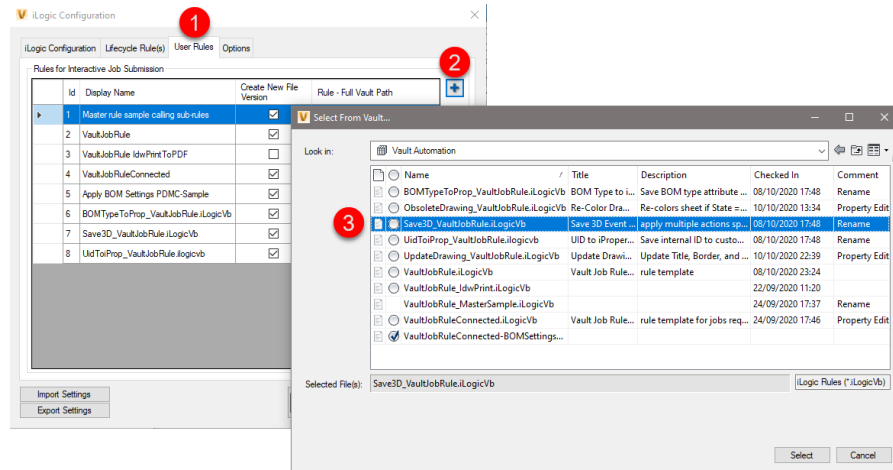 iLogic Configuration
1
iLogic Configuration Lifecycle Rule(s) User Rules Options
Rules for Interactive Job Submission
2
Id Display Name Create New File Version Rule - Full Vault Path
1 Master rule sample calling sub-rules
2 VaultJobRule
3 VaultJobRule IdwPrintToPDF
4 VaultJobRuleConnected
5 Apply BOM Settings PDMC-Sample
6 BOMTypeToProp_VaultJobRule.iLogicVb
7 Save3D_VaultJobRule.iLogicVb
8 UidToiProp_VaultJobRule.ilogicvb
Import Settings
Export Settings
Select From Vault...
Look in: Vault Automation
Name / Title Description Checked In Comment
BOMTypeToProp_VaultJobRule.iLogicVb BOM Type to i... Save BOM type attribute ... 08/10/2020 17:48 Rename
ObsoleteDrawing_VaultJobRule.iLogicVb Re-Color Dra... Re-colors sheet if State =... 10/10/2020 13:34 Property Edit
3
Save3D_VaultJobRule.iLogicVb Save 3D Event ... apply multiple actions sp... 08/10/2020 17:48 Rename
UidToiProp_VaultJobRule.ilogicvb UID to iProper... Save internal ID to custo... 08/10/2020 17:48 Rename
UpdateDrawing_VaultJobRule.iLogicVb Update Drawi... Update Title, Border, and ... 10/10/2020 22:39 Property Edit
VaultJobRule.iLogicVb Vault Job Rule... rule template 08/10/2020 23:24
VaultJobRule_IdwPrint.iLogicVb 22/09/2020 11:20
VaultJobRule_MasterSample.iLogicVb 24/09/2020 17:37 Rename
VaultJobRuleConnected.iLogicVb Vault Job Rule... rule template for jobs req... 24/09/2020 17:46 Property Edit
VaultJobRuleConnected-BOMSettings...
Selected File(s): Save3D_VaultJobRule.iLogicVb iLogic Rules (*.iLogicVb)
Select Cancel